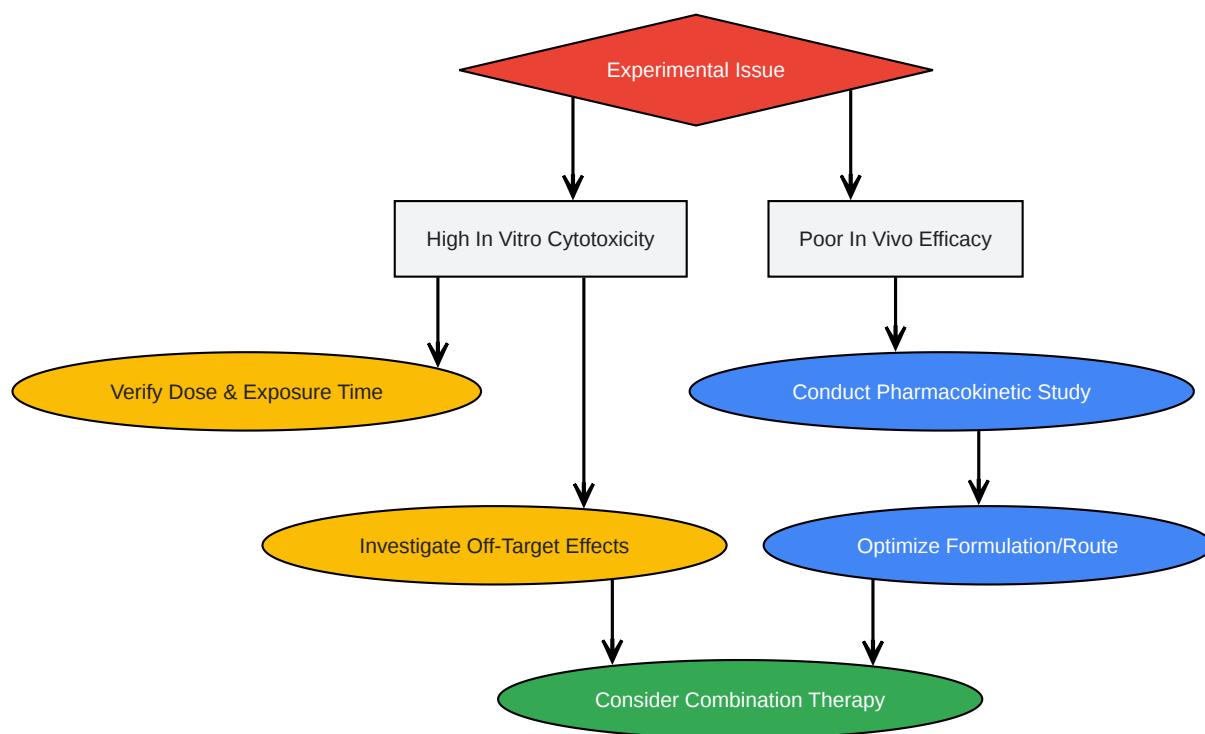 Experimental Issue
High In Vitro Cytotoxicity
Poor In Vivo Efficacy
Verify Dose & Exposure Time
Conduct Pharmacokinetic Study
Investigate Off-Target Effects
Optimize Formulation/Route
Consider Combination Therapy